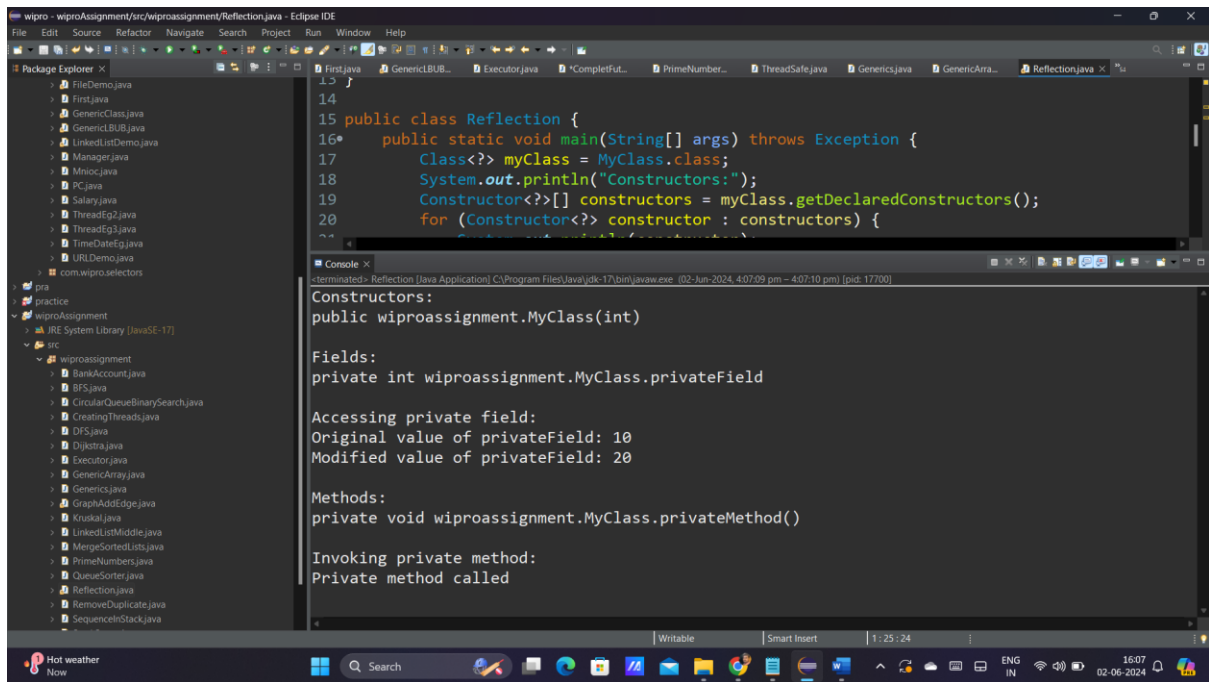 wipro - wiproAssignment/src/wiproassignment/Reflection.java - Eclipse IDE
File Edit Source Refactor Navigate Search Project Run Window Help
Package Explorer
FileDemo.java
First.java
GenericClass.java
GenericLBUB.java
LinkedListDemo.java
Manager.java
Mnioc.java
PC.java
Salary.java
ThreadEg2.java
ThreadEg3.java
TimeDateEg.java
URLDemo.java
com.wipro.selectors
pra
practice
wiproAssignment
JRE System Library [JavaSE-17]
src
wiproassignment
BankAccount.java
BFS.java
CircularQueueBinarySearch.java
CreatingThreads.java
DFS.java
Dijkstra.java
Executor.java
GenericArray.java
Generics.java
GraphAddEdge.java
Kruskal.java
LinkedListMiddle.java
MergeSortedLists.java
PrimeNumbers.java
QueueSorter.java
Reflection.java
RemoveDuplicate.java
SequenceInStack.java
First.java GenericLBUB... Executor.java *CompletFut... PrimeNumber... ThreadSafe.java Generics.java GenericArra... Reflection.java
13 }
14
15 public class Reflection {
16 public static void main(String[] args) throws Exception {
17 Class<?> myClass = MyClass.class;
18 System.out.println("Constructors:");
19 Constructor<?>[] constructors = myClass.getDeclaredConstructors();
20 for (Constructor<?> constructor : constructors) {
Console
<terminated> Reflection [Java Application] C:\Program Files\Java\jdk-17\bin\javaw.exe (02-Jun-2024, 4:07:09 pm – 4:07:10 pm) [pid: 17700]
Constructors:
public wiproassignment.MyClass(int)
Fields:
private int wiproassignment.MyClass.privateField
Accessing private field:
Original value of privateField: 10
Modified value of privateField: 20
Methods:
private void wiproassignment.MyClass.privateMethod()
Invoking private method:
Private method called
Writable Smart Insert 1 : 25 : 24
1
Hot weather
Now
Search
ENG
IN
16:07
02-06-2024